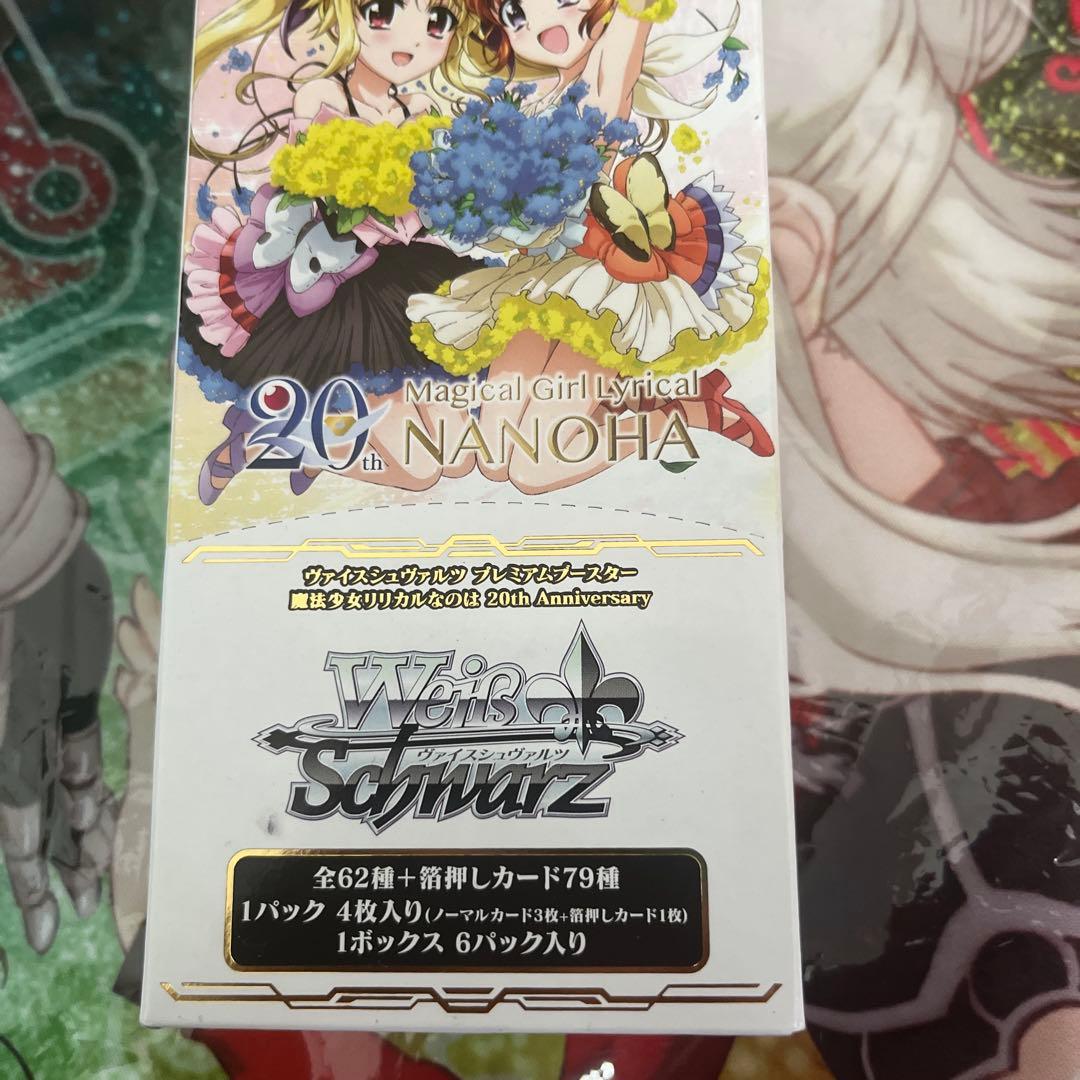 20th
Magical Girl Lyrical
NANOHA
ヴァイスシュヴァルツ プレミアムブースター
魔法少女リリカルなのは 20th Anniversary
Weiß
ヴァイスシュヴァルツ
Schwarz
全62種+箔押しカード79種
1パック 4枚入り(ノーマルカード3枚+箔押しカード1枚)
1ボックス 6パック入り